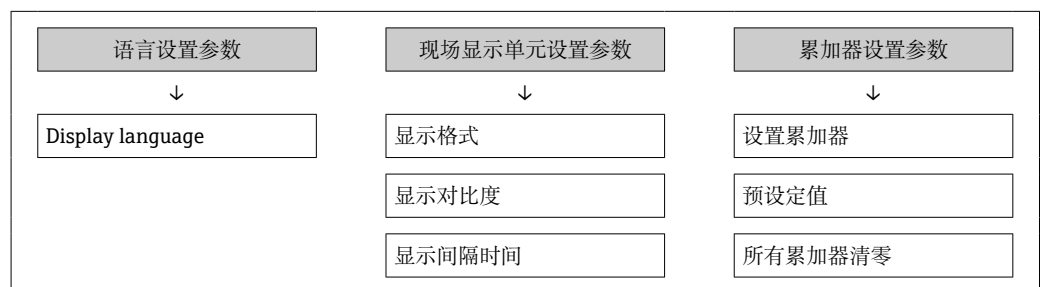 语言设置参数
现场显示单元设置参数
累加器设置参数
↓
↓
↓
Display language
显示格式
设置累加器
显示对比度
预设定值
显示间隔时间
所有累加器清零